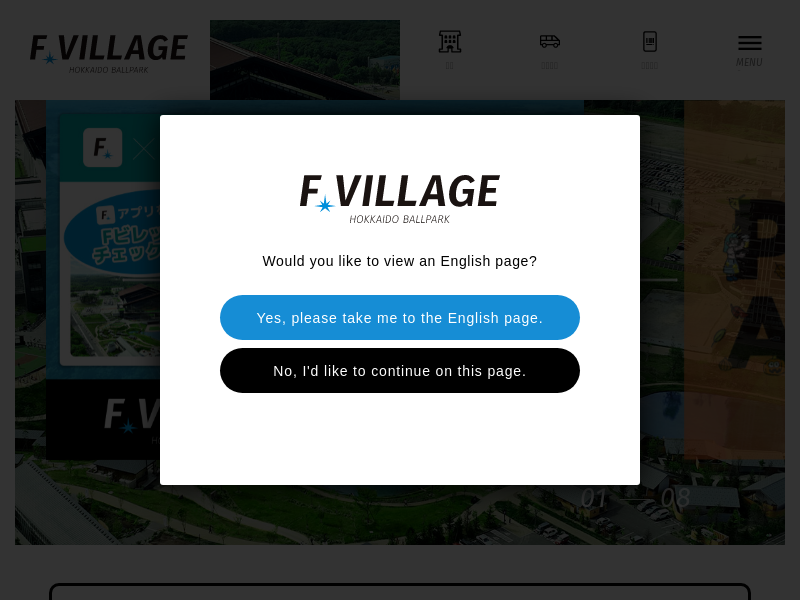 F VILLAGE
HOKKAIDO BALLPARK
MENU
F
F VILLAGE
HOKKAIDO BALLPARK
Would you like to view an English page?
Yes, please take me to the English page.
No, I'd like to continue on this page.
01
08